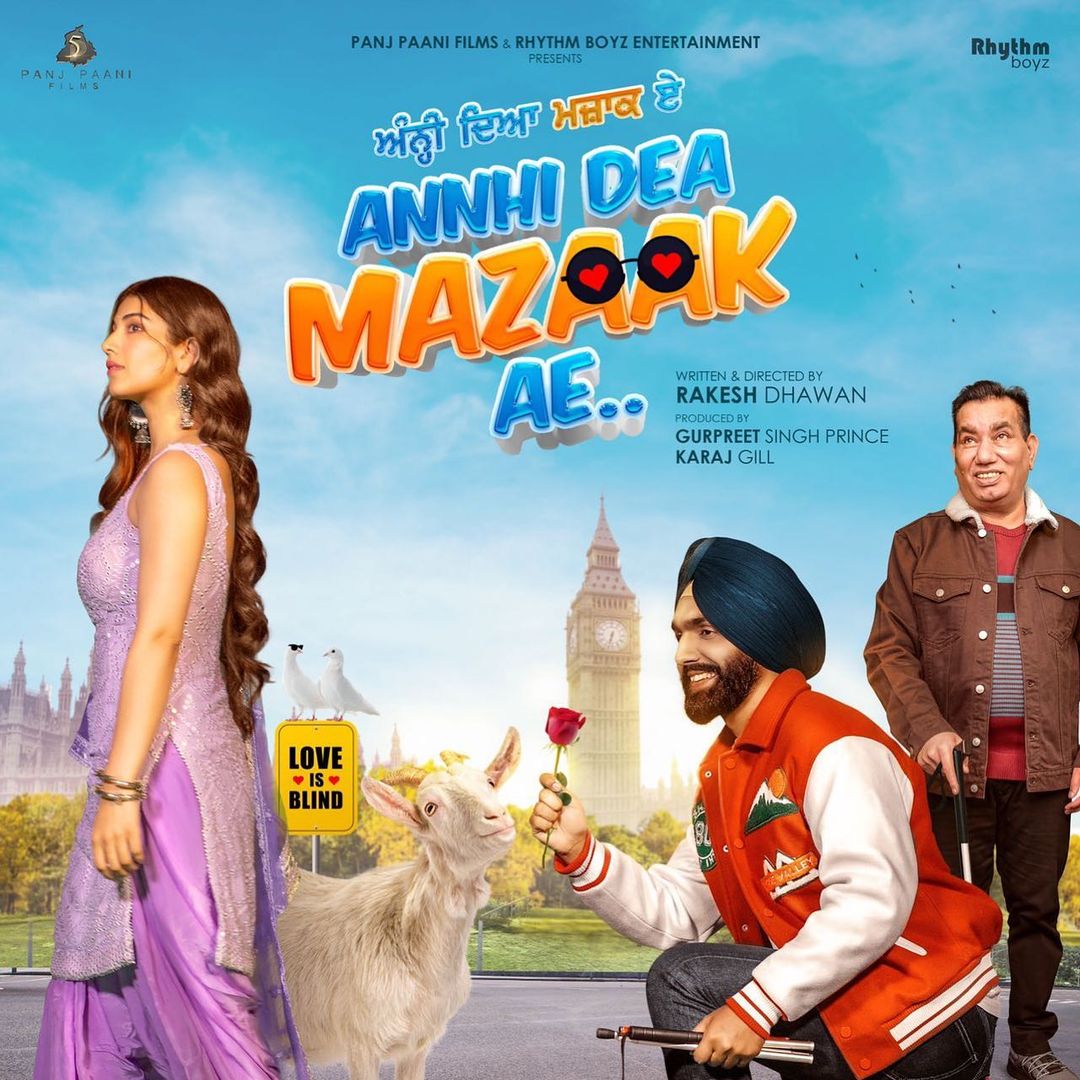 5
PANJ PAANI
FILMS
PANJ PAANI FILMS & RHYTHM BOYZ ENTERTAINMENT
PRESENTS
Rhythm
boyz
ਅੰਨ੍ਹੀ ਦਿਆ ਮਜ਼ਾਕ ਏ
ANNHI DEA
MAZAAK
AE..
WRITTEN & DIRECTED BY
RAKESH DHAWAN
PRODUCED BY
GURPREET SINGH PRINCE
KARAJ GILL
LOVE
IS
BLIND